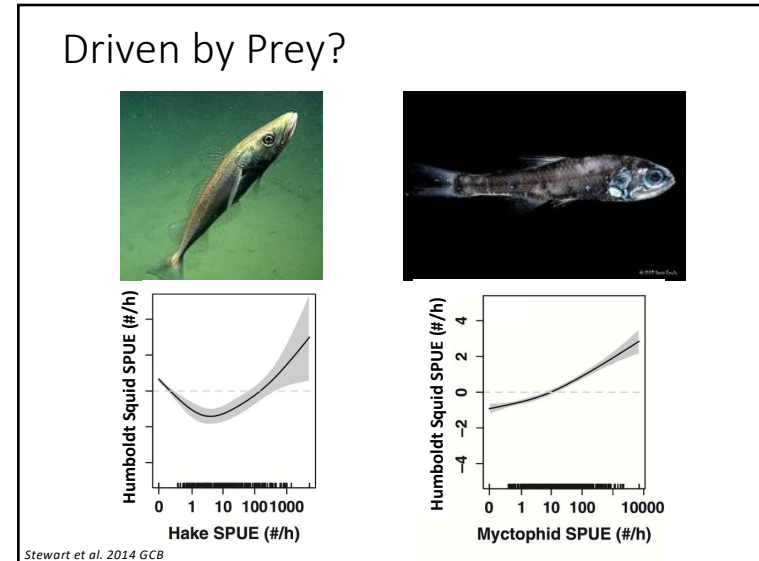 Driven by Prey?
Humboldt Squid SPUE (#/h)
0 1 10 100 1000
Hake SPUE (#/h)
Humboldt Squid SPUE (#/h)
4
2
0
−2
−4
0 1 10 100 10000
Myctophid SPUE (#/h)
Stewart et al. 2014 GCB